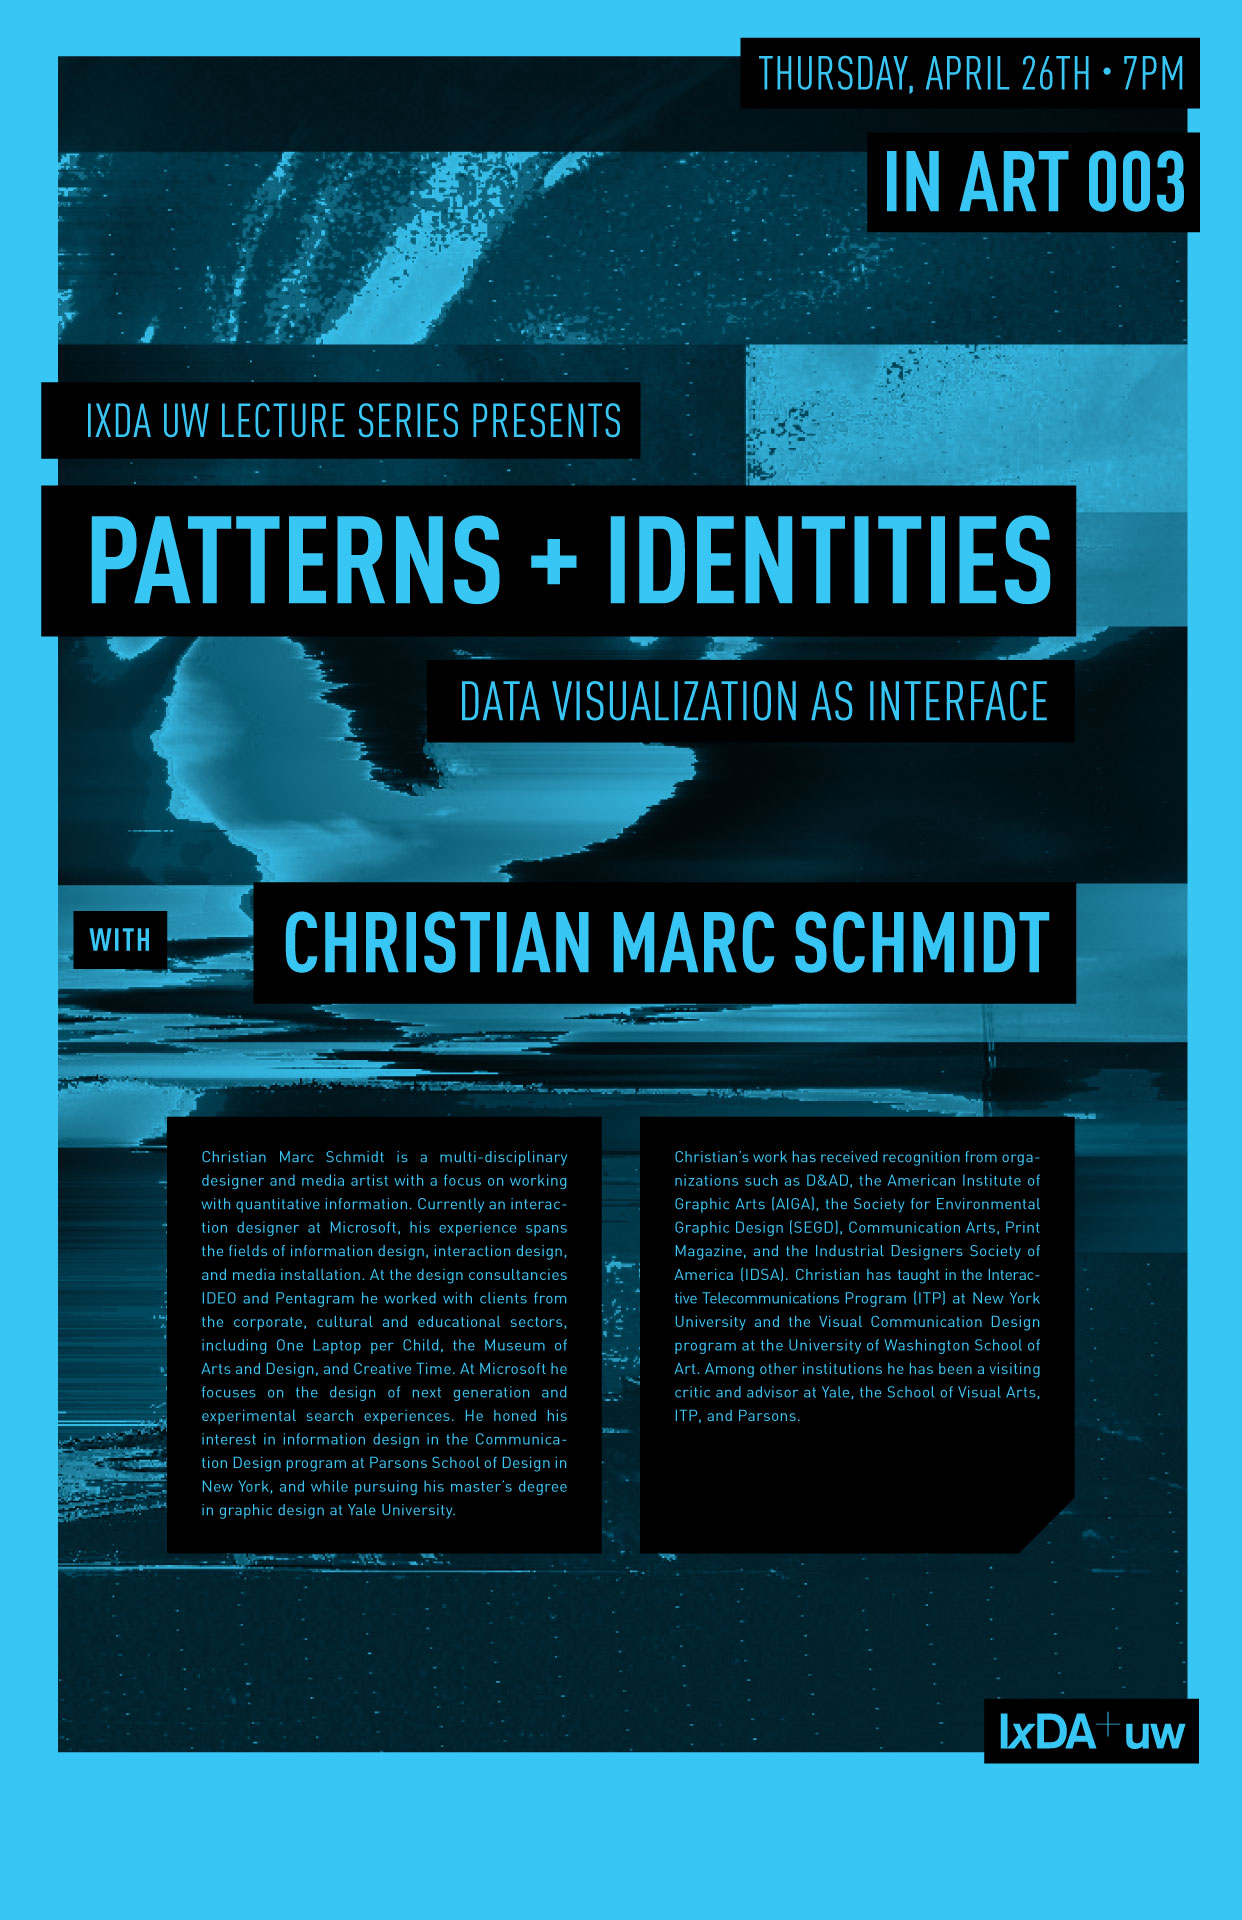 THURSDAY, APRIL 26TH • 7PM
IN ART 003
IXDA UW LECTURE SERIES PRESENTS
PATTERNS + IDENTITIES
DATA VISUALIZATION AS INTERFACE
WITH
CHRISTIAN MARC SCHMIDT
Christian Marc Schmidt is a multi-disciplinary
designer and media artist with a focus on working
with quantitative information. Currently an interac-
tion designer at Microsoft, his experience spans
the fields of information design, interaction design,
and media installation. At the design consultancies
IDEO and Pentagram he worked with clients from
the corporate, cultural and educational sectors,
including One Laptop per Child, the Museum of
Arts and Design, and Creative Time. At Microsoft he
focuses on the design of next generation and
experimental search experiences. He honed his
interest in information design in the Communica-
tion Design program at Parsons School of Design in
New York, and while pursuing his master's degree
in graphic design at Yale University.
Christian's work has received recognition from orga-
nizations such as D&AD, the American Institute of
Graphic Arts (AIGA), the Society for Environmental
Graphic Design (SEGD), Communication Arts, Print
Magazine, and the Industrial Designers Society of
America (IDSA). Christian has taught in the Interac-
tive Telecommunications Program (ITP) at New York
University and the Visual Communication Design
program at the University of Washington School of
Art. Among other institutions he has been a visiting
critic and advisor at Yale, the School of Visual Arts,
ITP, and Parsons.
IxDA+uw